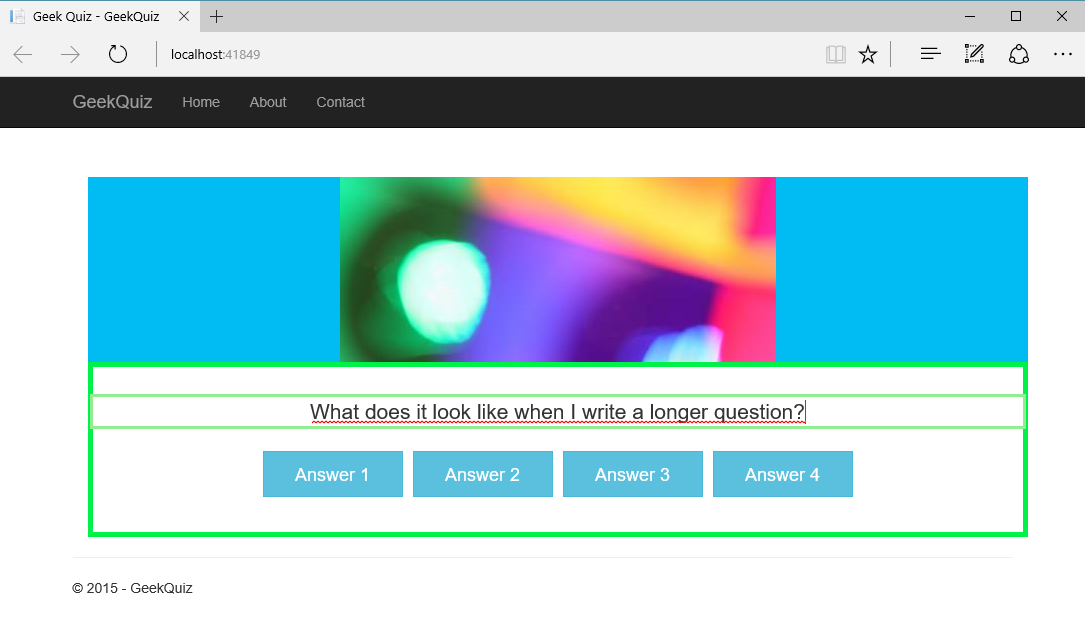 Geek Quiz - GeekQuiz
localhost:41849
GeekQuiz Home About Contact
What does it look like when I write a longer question?
Answer 1 Answer 2 Answer 3 Answer 4
© 2015 - GeekQuiz